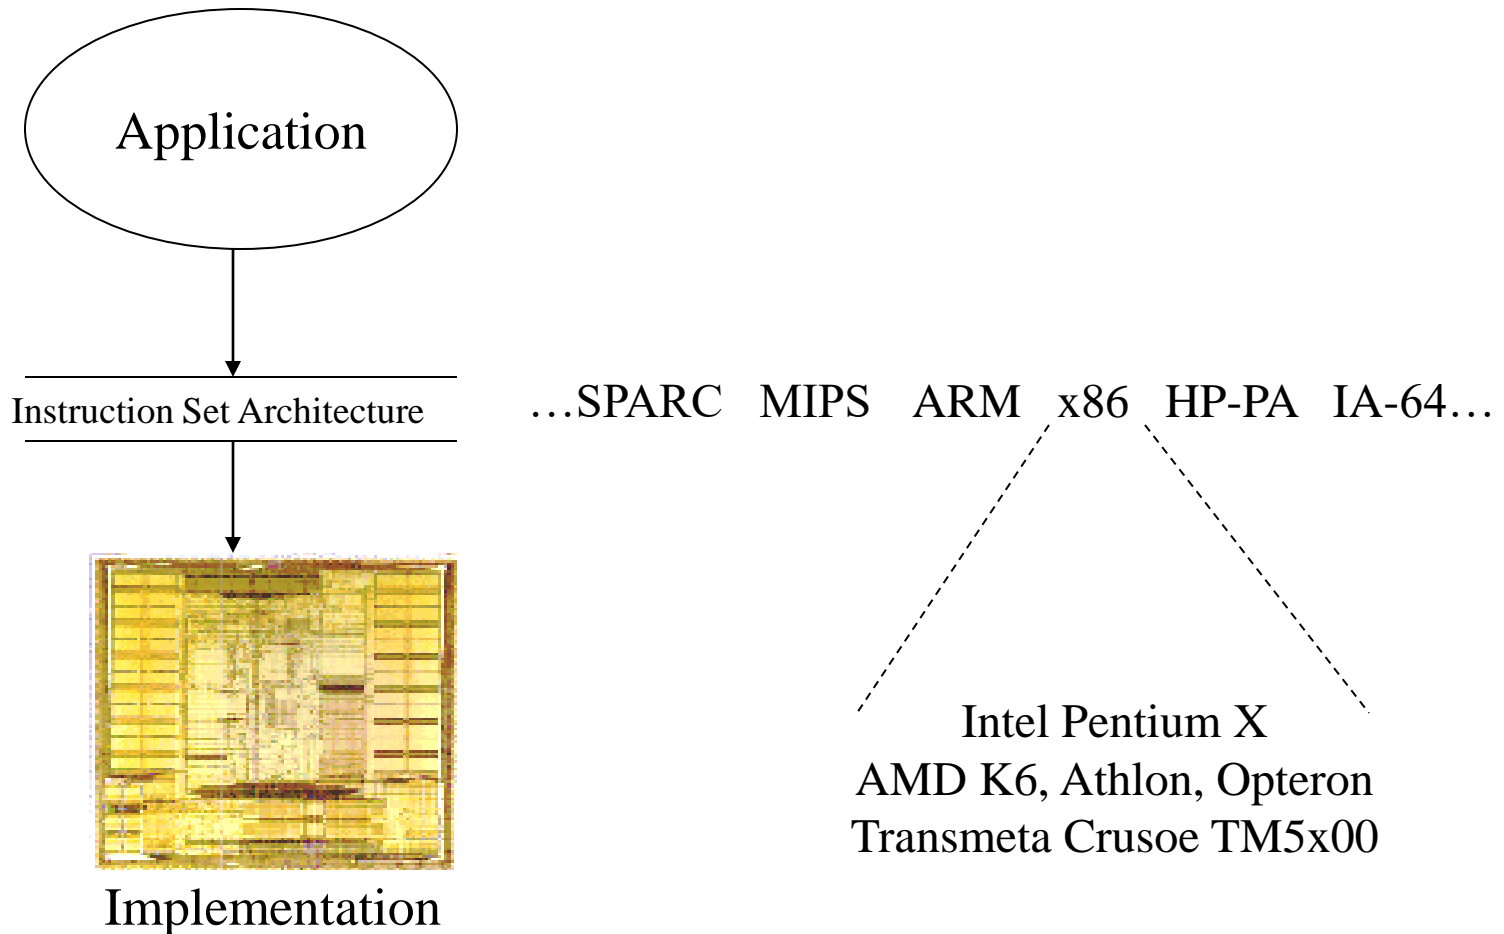 Application
Instruction Set Architecture
…SPARC MIPS ARM x86 HP-PA IA-64…
Intel Pentium X
AMD K6, Athlon, Opteron
Transmeta Crusoe TM5x00
Implementation